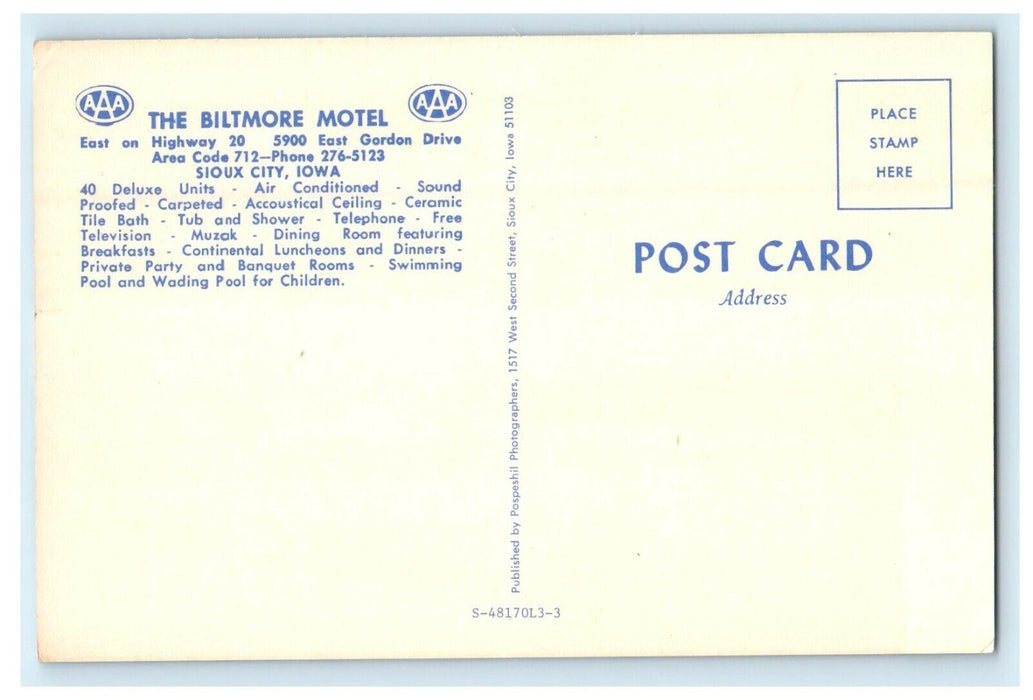 AAA AAA
THE BILTMORE MOTEL
East on Highway 20 5900 East Gordon Drive
Area Code 712—Phone 276-5123
SIOUX CITY, IOWA
40 Deluxe Units - Air Conditioned - Sound
Proofed - Carpeted - Accoustical Ceiling - Ceramic
Tile Bath - Tub and Shower - Telephone - Free
Television - Muzak - Dining Room featuring
Breakfasts - Continental Luncheons and Dinners -
Private Party and Banquet Rooms - Swimming
Pool and Wading Pool for Children.
Published by Pospeshil Photographers, 1517 West Second Street, Sioux City, Iowa 51103
S-48170L3-3
PLACE
STAMP
HERE
POST CARD
Address